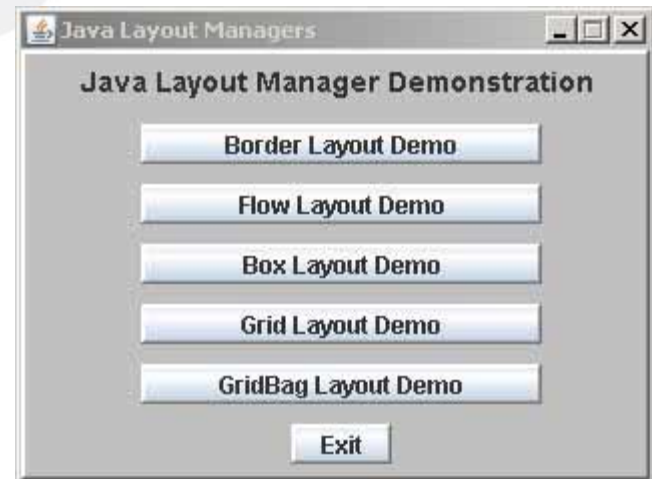 Java Layout Managers
Java Layout Manager Demonstration
Border Layout Demo
Flow Layout Demo
Box Layout Demo
Grid Layout Demo
GridBag Layout Demo
Exit